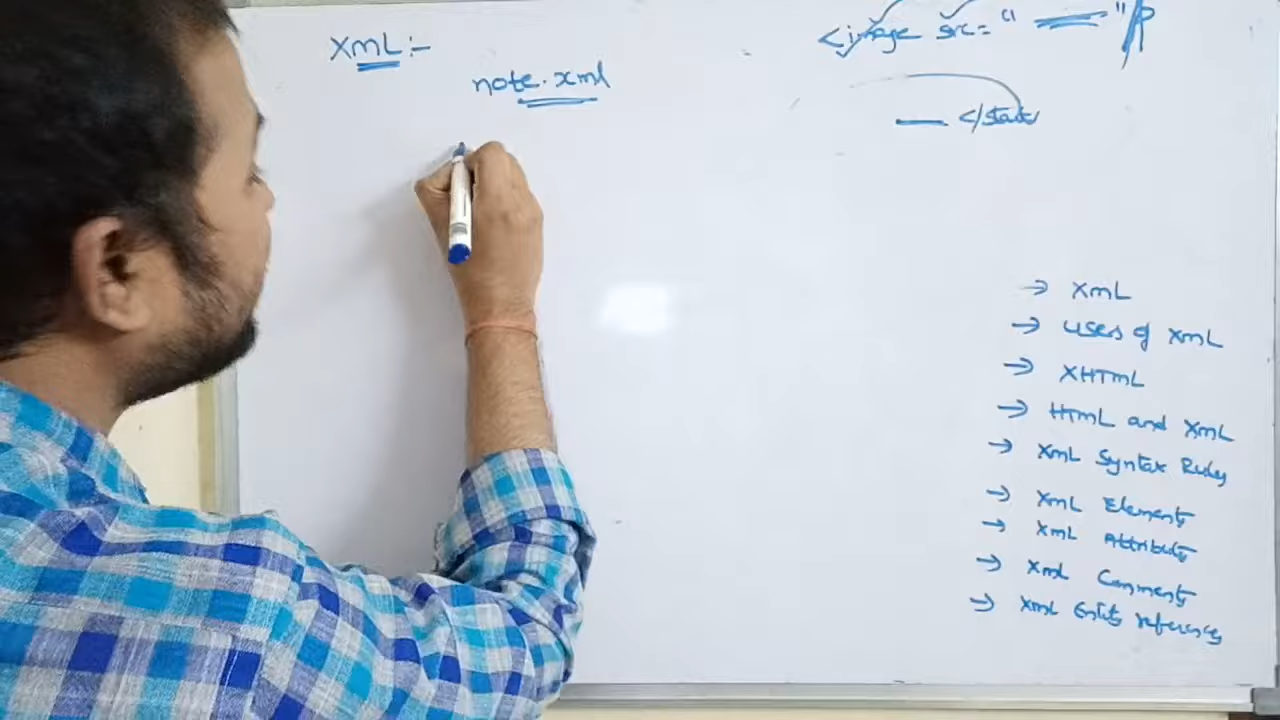 XmL:-
note.xml
<image src=" "/>
</stud
→ XmL
→ uses of XmL
→ XHTmL
→ HTmL and XmL
→ XmL Syntax Rules
→ XmL Elements
→ XmL Attributes
→ Xml Comments
→ XmL Entity references